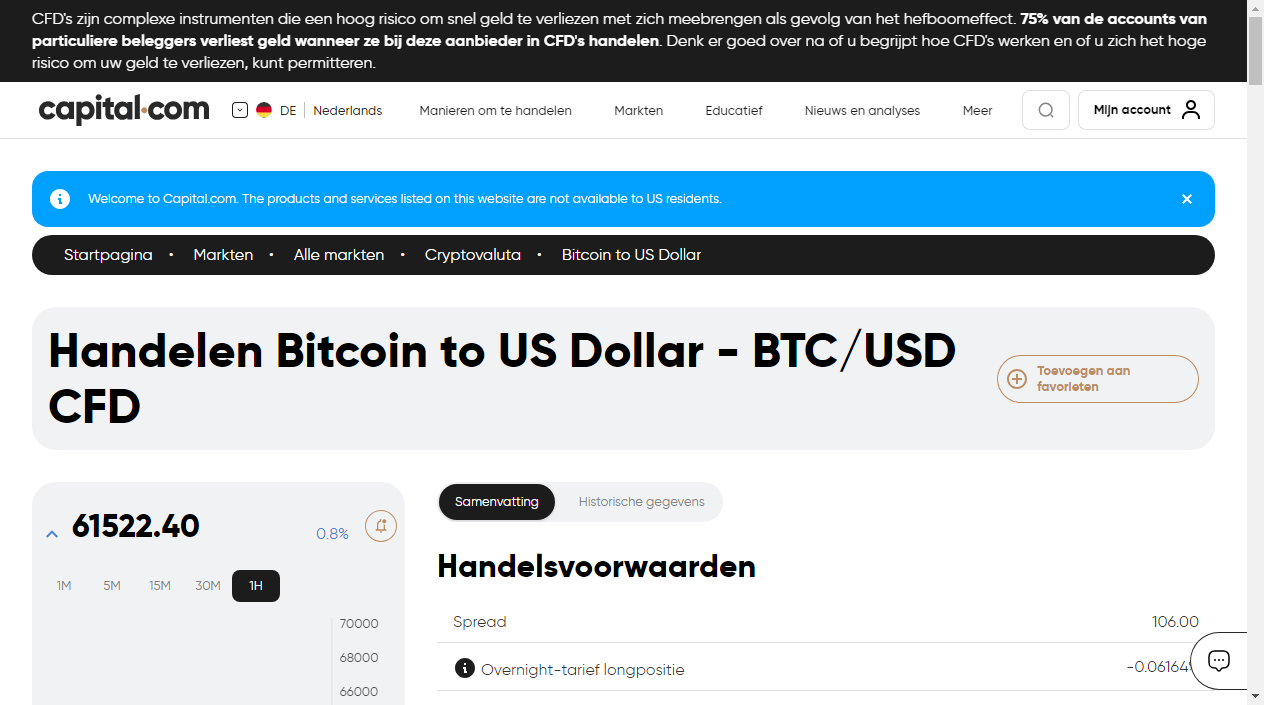 CFD's zijn complexe instrumenten die een hoog risico om snel geld te verliezen met zich meebrengen als gevolg van het hefboomeffect. 75% van de accounts van
particuliere beleggers verliest geld wanneer ze bij deze aanbieder in CFD's handelen. Denk er goed over na of u begrijpt hoe CFD's werken en of u zich het hoge
risico om uw geld te verliezen, kunt permitteren.
capital.com
DE Nederlands
Manieren om te handelen
Markten
Educatief
Nieuws en analyses
Meer
Mijn account
Welcome to Capital.com. The products and services listed on this website are not available to US residents.
Startpagina • Markten • Alle markten • Cryptovaluta • Bitcoin to US Dollar
Handelen Bitcoin to US Dollar - BTC/USD
CFD
Toevoegen aan
favorieten
61522.40
0.8%
1M 5M 15M 30M 1H
70000
68000
66000
Samenvatting
Historische gegevens
Handelsvoorwaarden
Spread 106.00
Overnight-tarief longpositie -0.0616